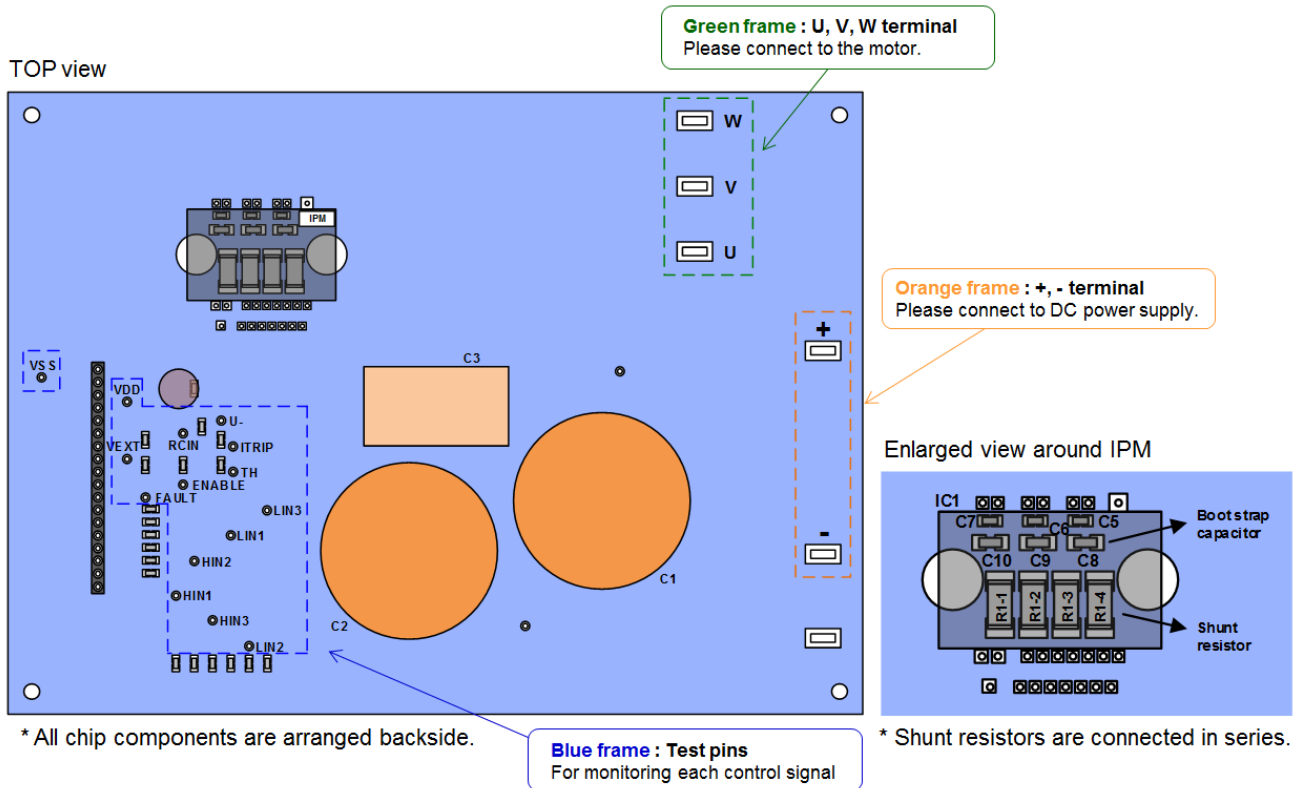 Green frame : U, V, W terminal
Please connect to the motor.
TOP view
W
V
U
IPM
Orange frame : +, - terminal
Please connect to DC power supply.
+
-
VSS
VDD
C3
U-
VEXT
RCIN
ITRIP
TH
ENABLE
FAULT
LIN3
LIN1
HIN2
HIN1
HIN3
LIN2
C2
C1
Enlarged view around IPM
IC1
C7
C6
C5
Bootstrap
capacitor
C10
C9
C8
R1-1
R1-2
R1-3
R1-4
Shunt
resistor
* All chip components are arranged backside.
* Shunt resistors are connected in series.
Blue frame : Test pins
For monitoring each control signal